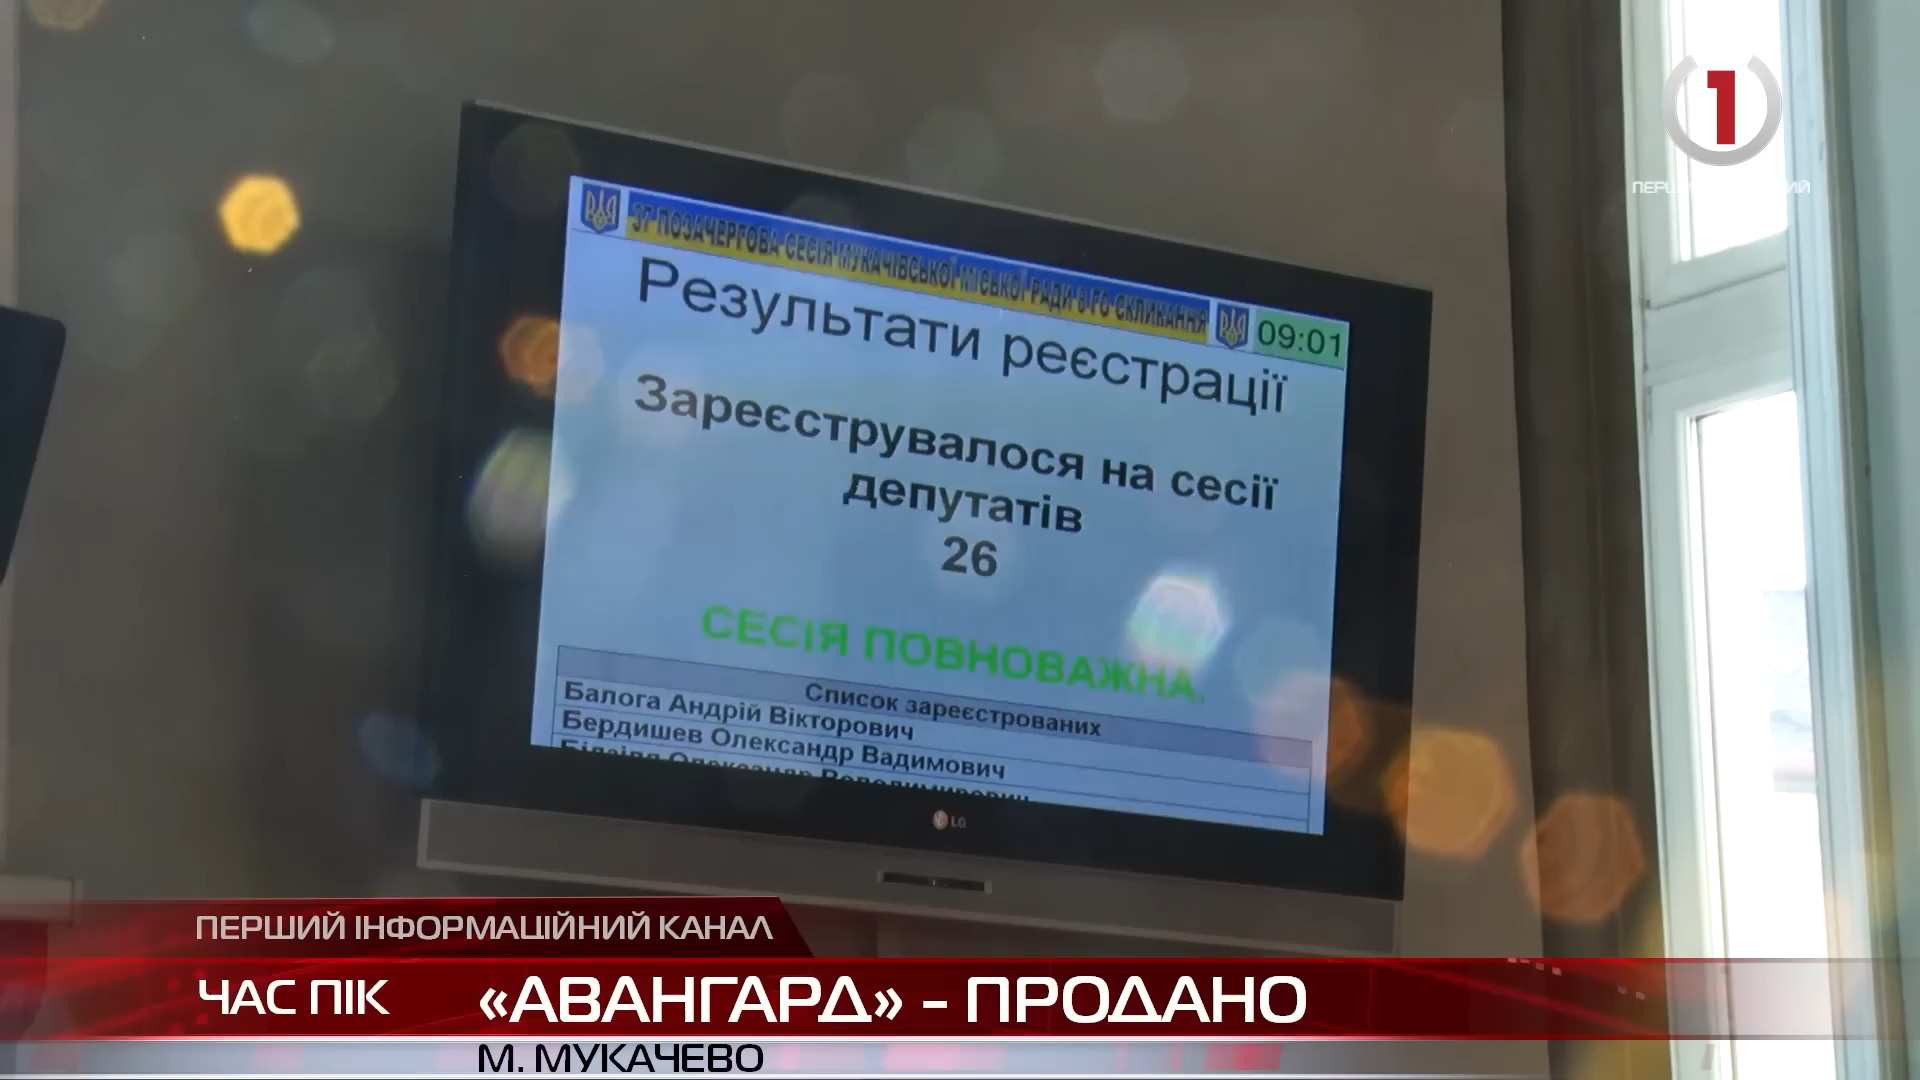 1
37 ПОЗАЧЕРГОВА СЕСІЯ МУКАЧІВСЬКОЇ МІСЬКОЇ РАДИ 8-ГО СКЛИКАННЯ
09:01
Результати реєстрації
Зареєструвалося на сесії
депутатів
26
СЕСІЯ ПОВНОВАЖНА.
Список зареєстрованих
Балога Андрій Вікторович
Бердишев Олександр Вадимович
Олександр Володимирович
LG
ПЕРШИЙ ІНФОРМАЦІЙНИЙ КАНАЛ
ЧАС ПІК «АВАНГАРД» – ПРОДАНО
М. МУКАЧЕВО